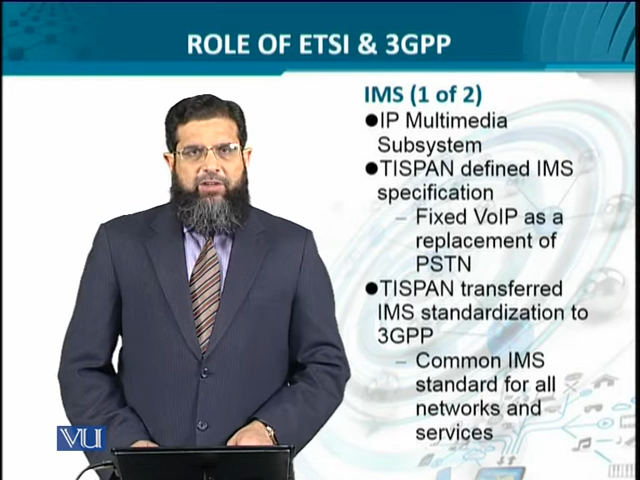 ROLE OF ETSI & 3GPP
IMS (1 of 2)
●IP Multimedia
Subsystem
●TISPAN defined IMS
specification
– Fixed VoIP as a
replacement of
PSTN
●TISPAN transferred
IMS standardization to
3GPP
– Common IMS
standard for all
networks and
services
VU